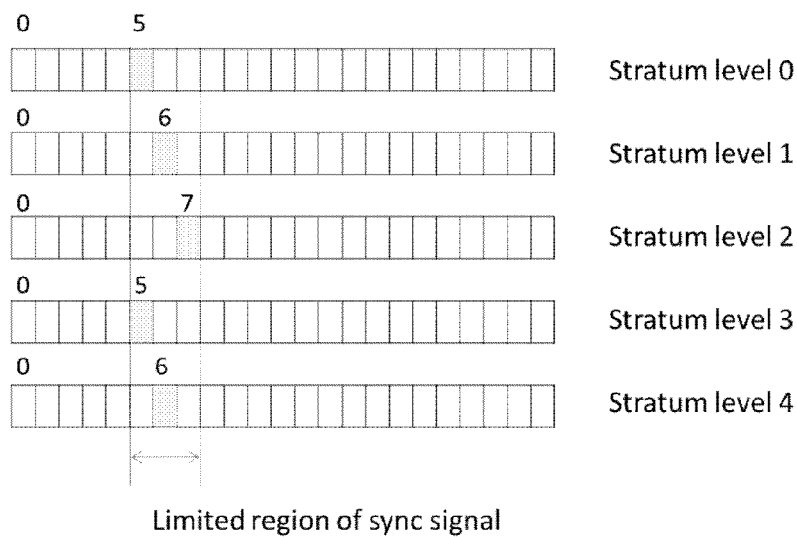 0 5
Stratum level 0
0 6
Stratum level 1
0 7
Stratum level 2
0 5
Stratum level 3
0 6
Stratum level 4
Limited region of sync signal